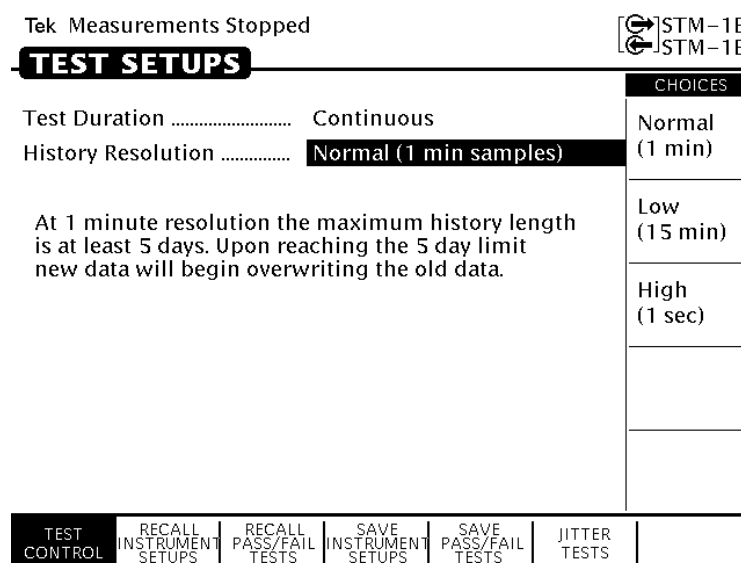 Tek Measurements Stopped
STM-1E
STM-1E
TEST SETUPS
CHOICES
Test Duration .......................... Continuous
History Resolution ............... Normal (1 min samples)
Normal
(1 min)
At 1 minute resolution the maximum history length
is at least 5 days. Upon reaching the 5 day limit
new data will begin overwriting the old data.
Low
(15 min)
High
(1 sec)
TEST
CONTROL
RECALL
INSTRUMENT
SETUPS
RECALL
PASS/FAIL
TESTS
SAVE
INSTRUMENT
SETUPS
SAVE
PASS/FAIL
TESTS
JITTER
TESTS